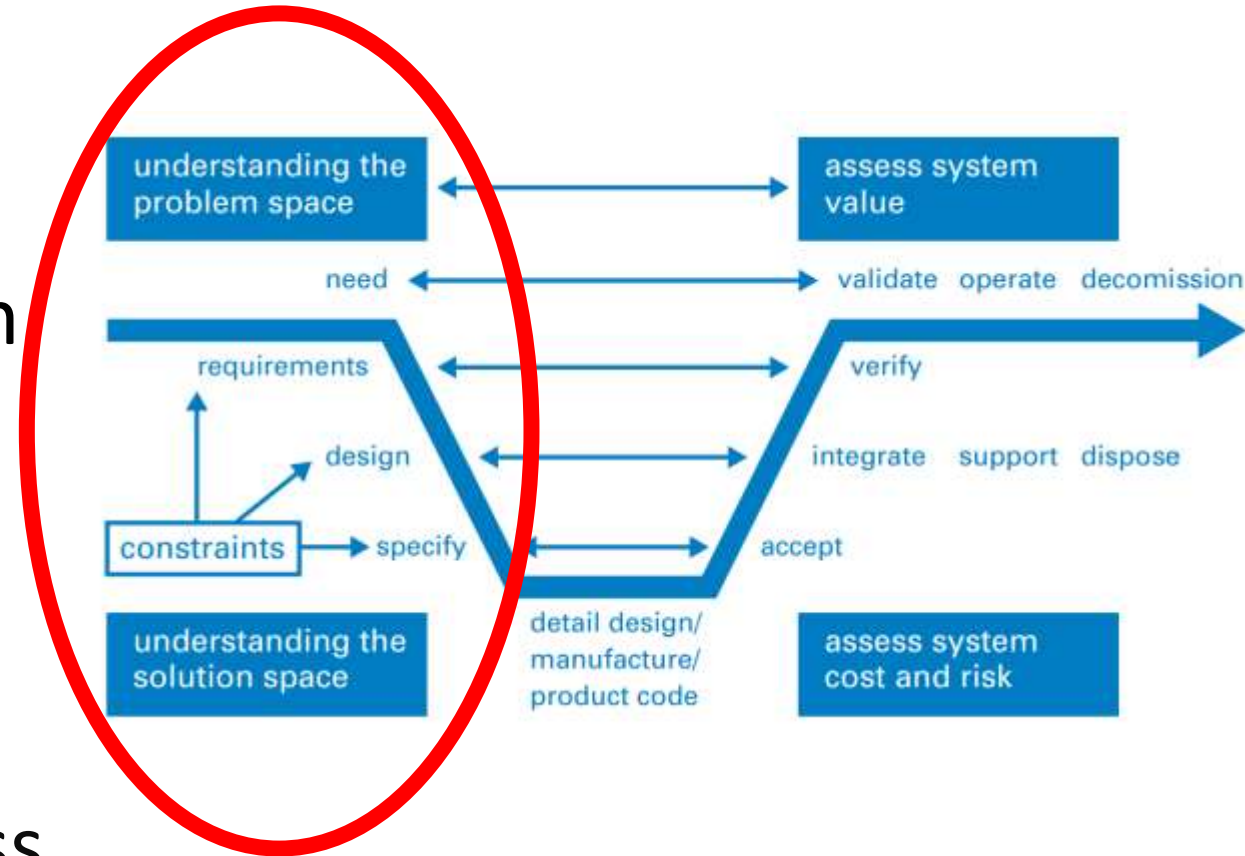 understanding the
problem space
assess system
value
need
validate operate decomission
n
requirements
verify
design
integrate support dispose
constraints
specify
accept
understanding the
solution space
detail design/
manufacture/
product code
assess system
cost and risk
ss